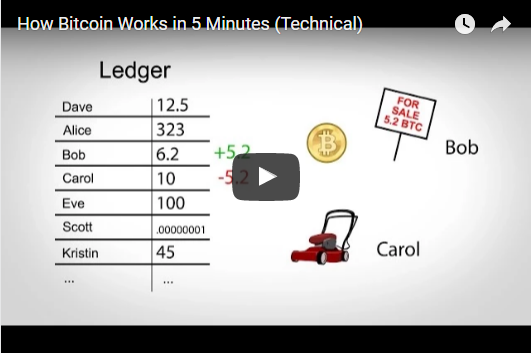 How Bitcoin Works in 5 Minutes (Technical)
Ledger
Dave 12.5
Alice 323
Bob 6.2 +5.2
Carol 10 -5.2
Eve 100
Scott .00000001
Kristin 45
... ...
FOR
SALE
5.2 BTC
Bob
Carol